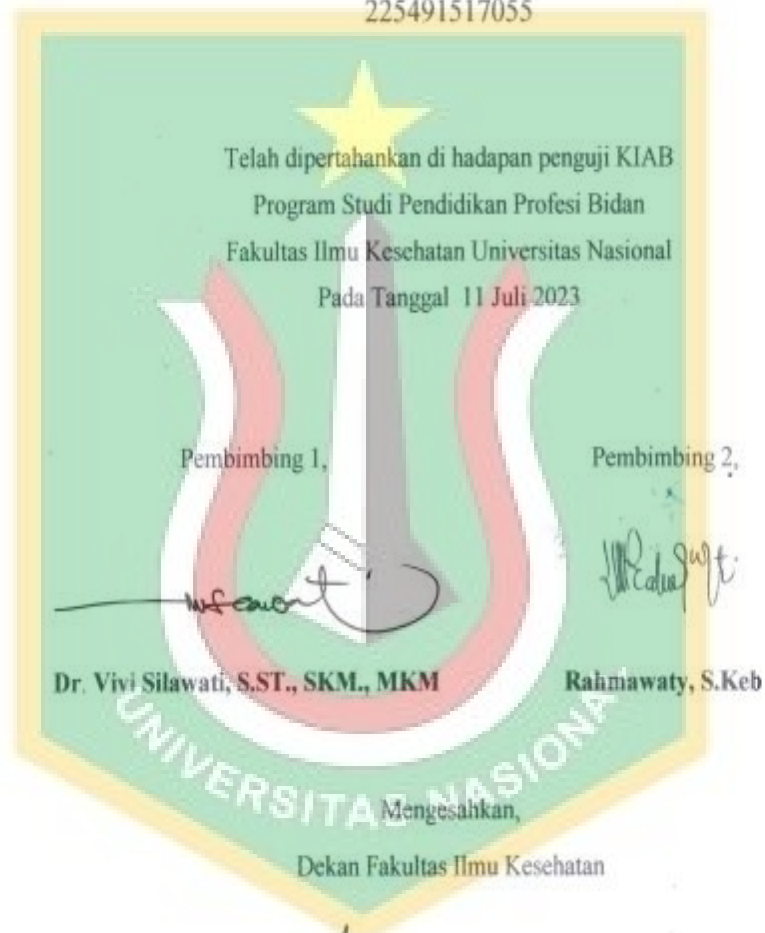 225491517055
Telah dipertahankan di hadapan penguji KIAB
Program Studi Pendidikan Profesi Bidan
Fakultas Ilmu Kesehatan Universitas Nasional
Pada Tanggal 11 Juli 2023
Pembimbing 1,
Pembimbing 2,
Dr. Vivi Silawati, S.ST., SKM., MKM
Rahmawaty, S.Keb
UNIVERSITAS NASIONAL
Mengesahkan,
Dekan Fakultas Ilmu Kesehatan